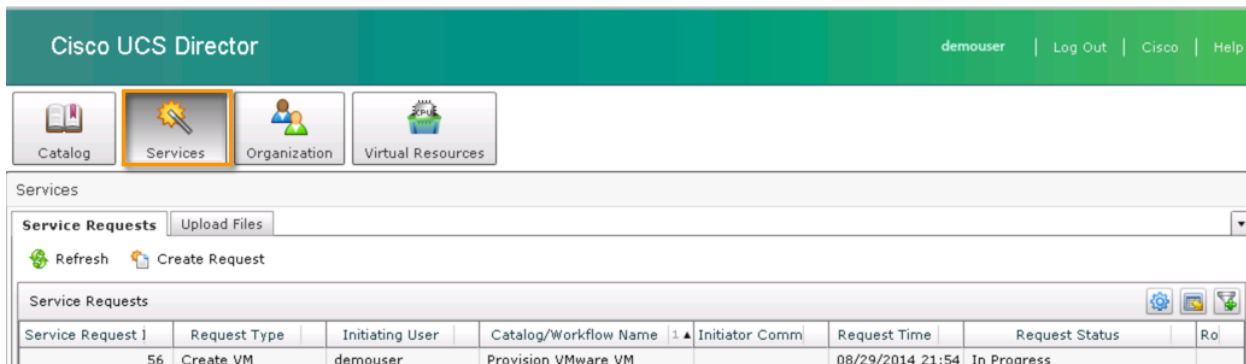 Cisco UCS Director
demouser | Log Out | Cisco | Help
CPU
Catalog Services Organization Virtual Resources
Services
Service Requests Upload Files
Refresh Create Request
Service Requests
Service Request I Request Type Initiating User Catalog/Workflow Name 1 Initiator Comm Request Time Request Status Ro
56 Create VM demouser Provision VMware VM 08/29/2014 21:54 In Progress